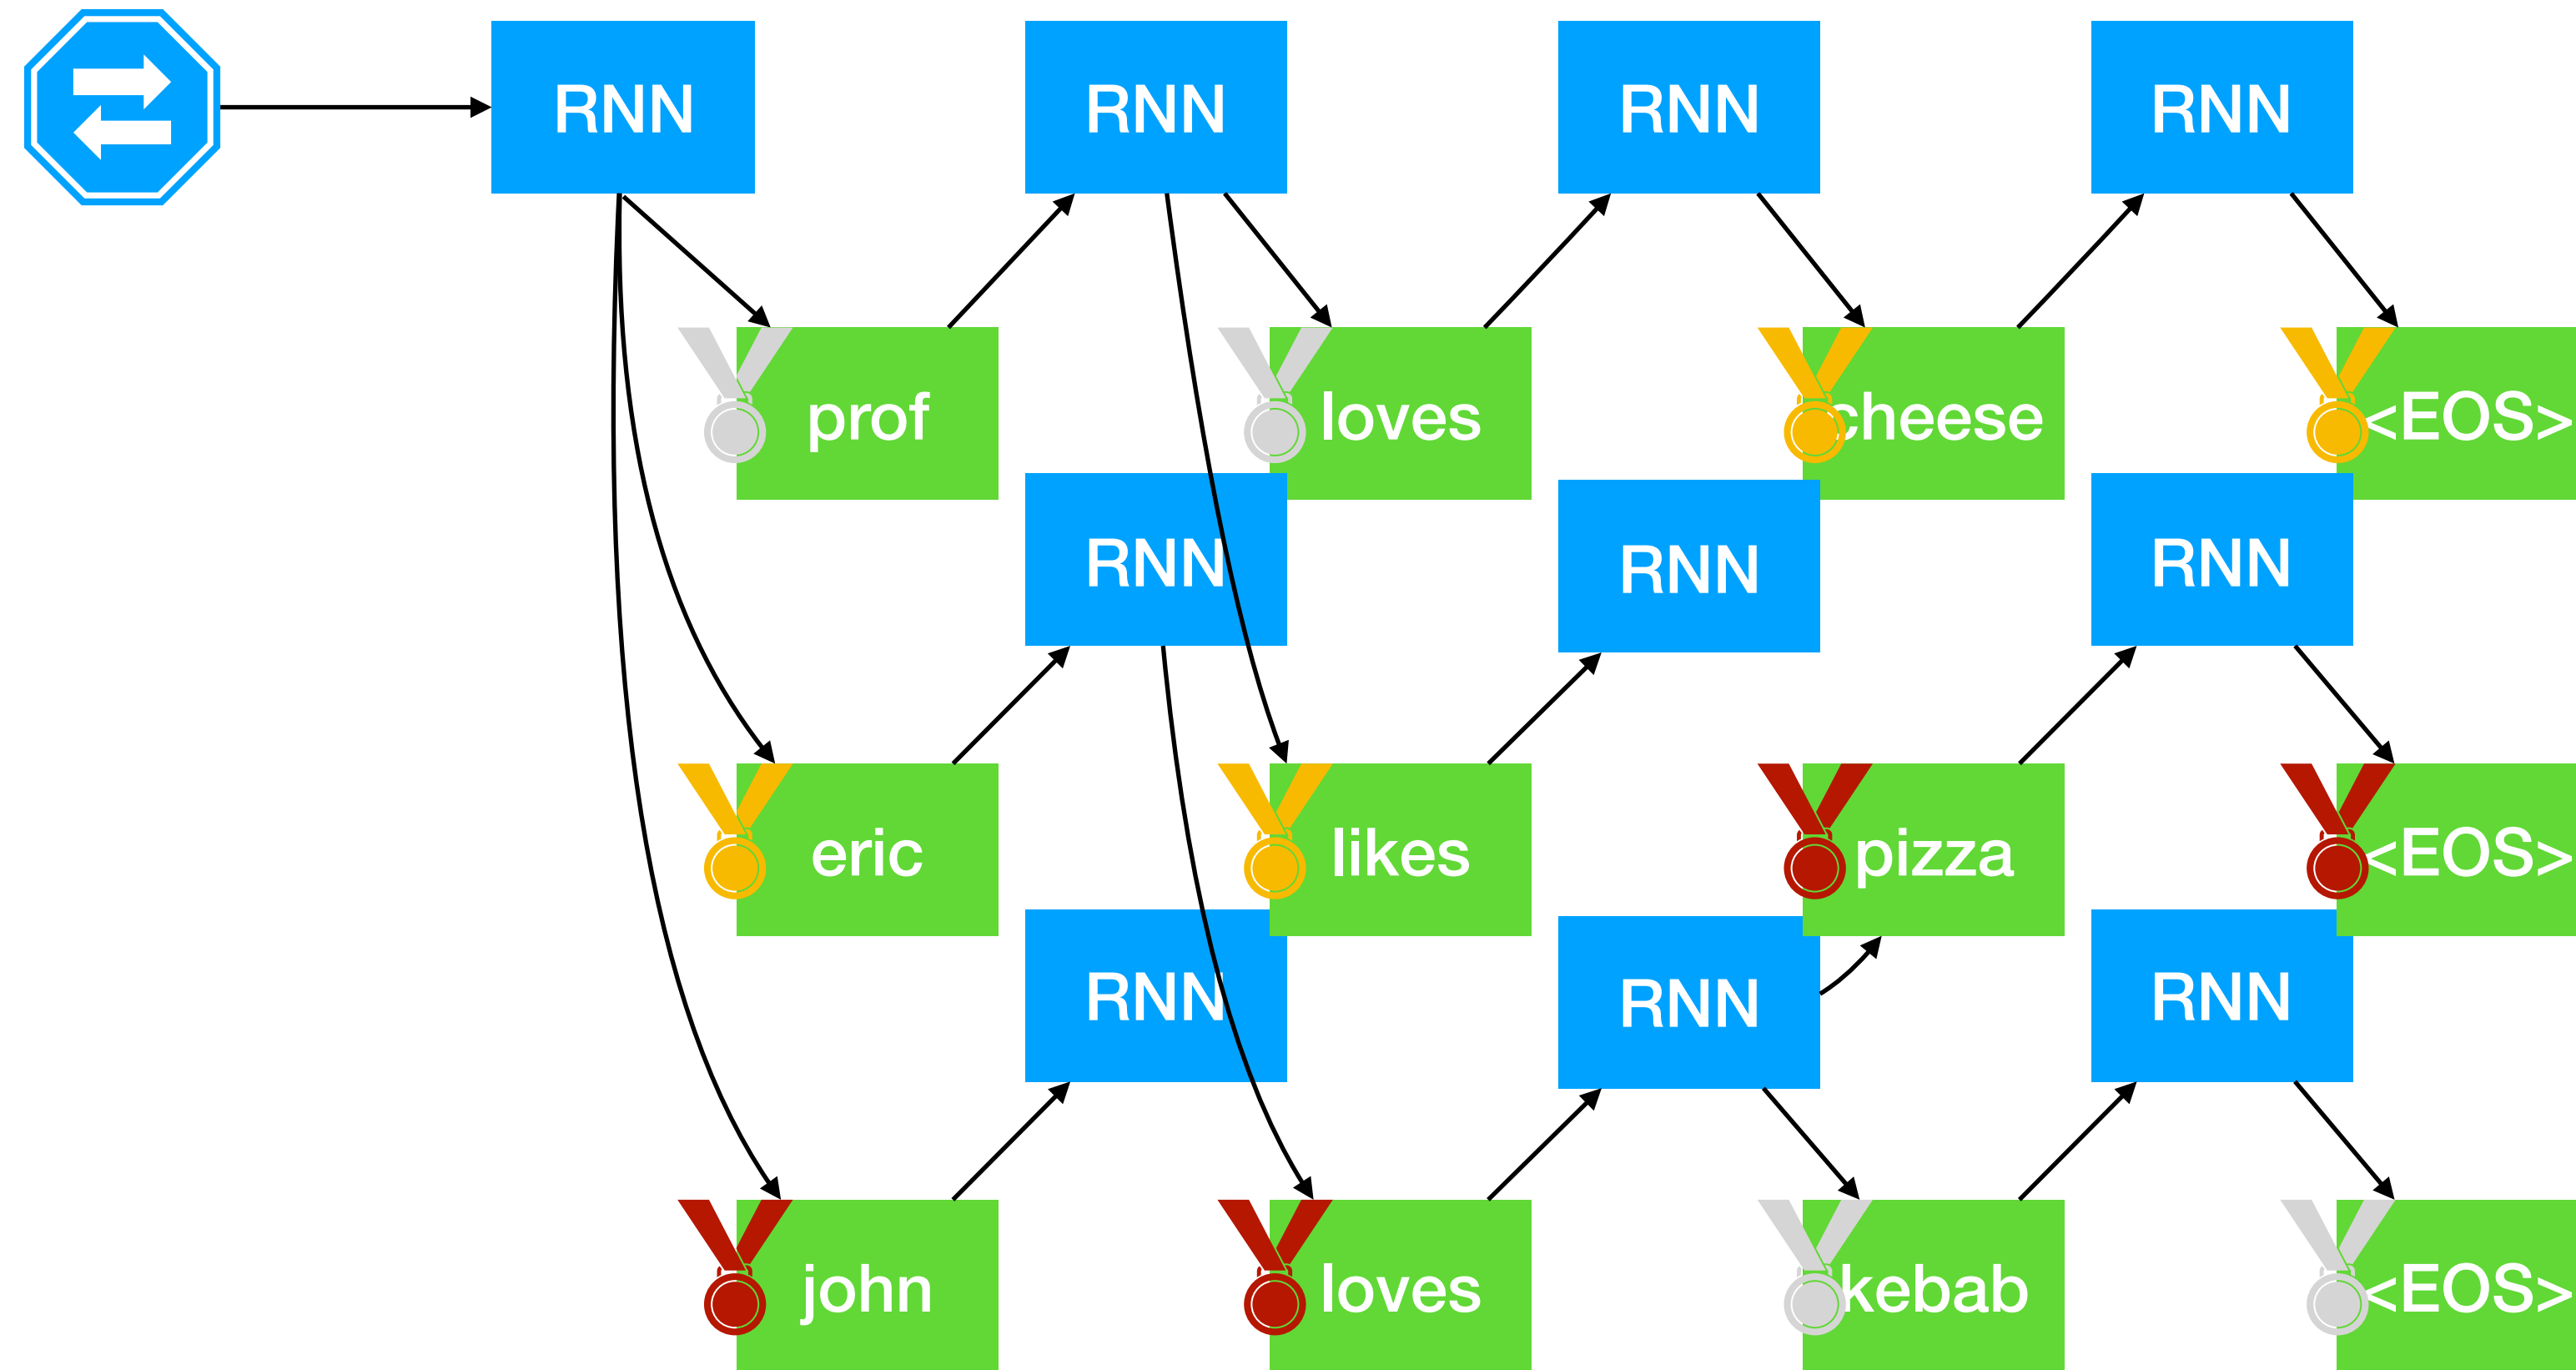 RNN RNN RNN RNN
prof loves cheese <EOS>
RNN RNN RNN
eric likes pizza <EOS>
RNN RNN RNN
john loves kebab <EOS>